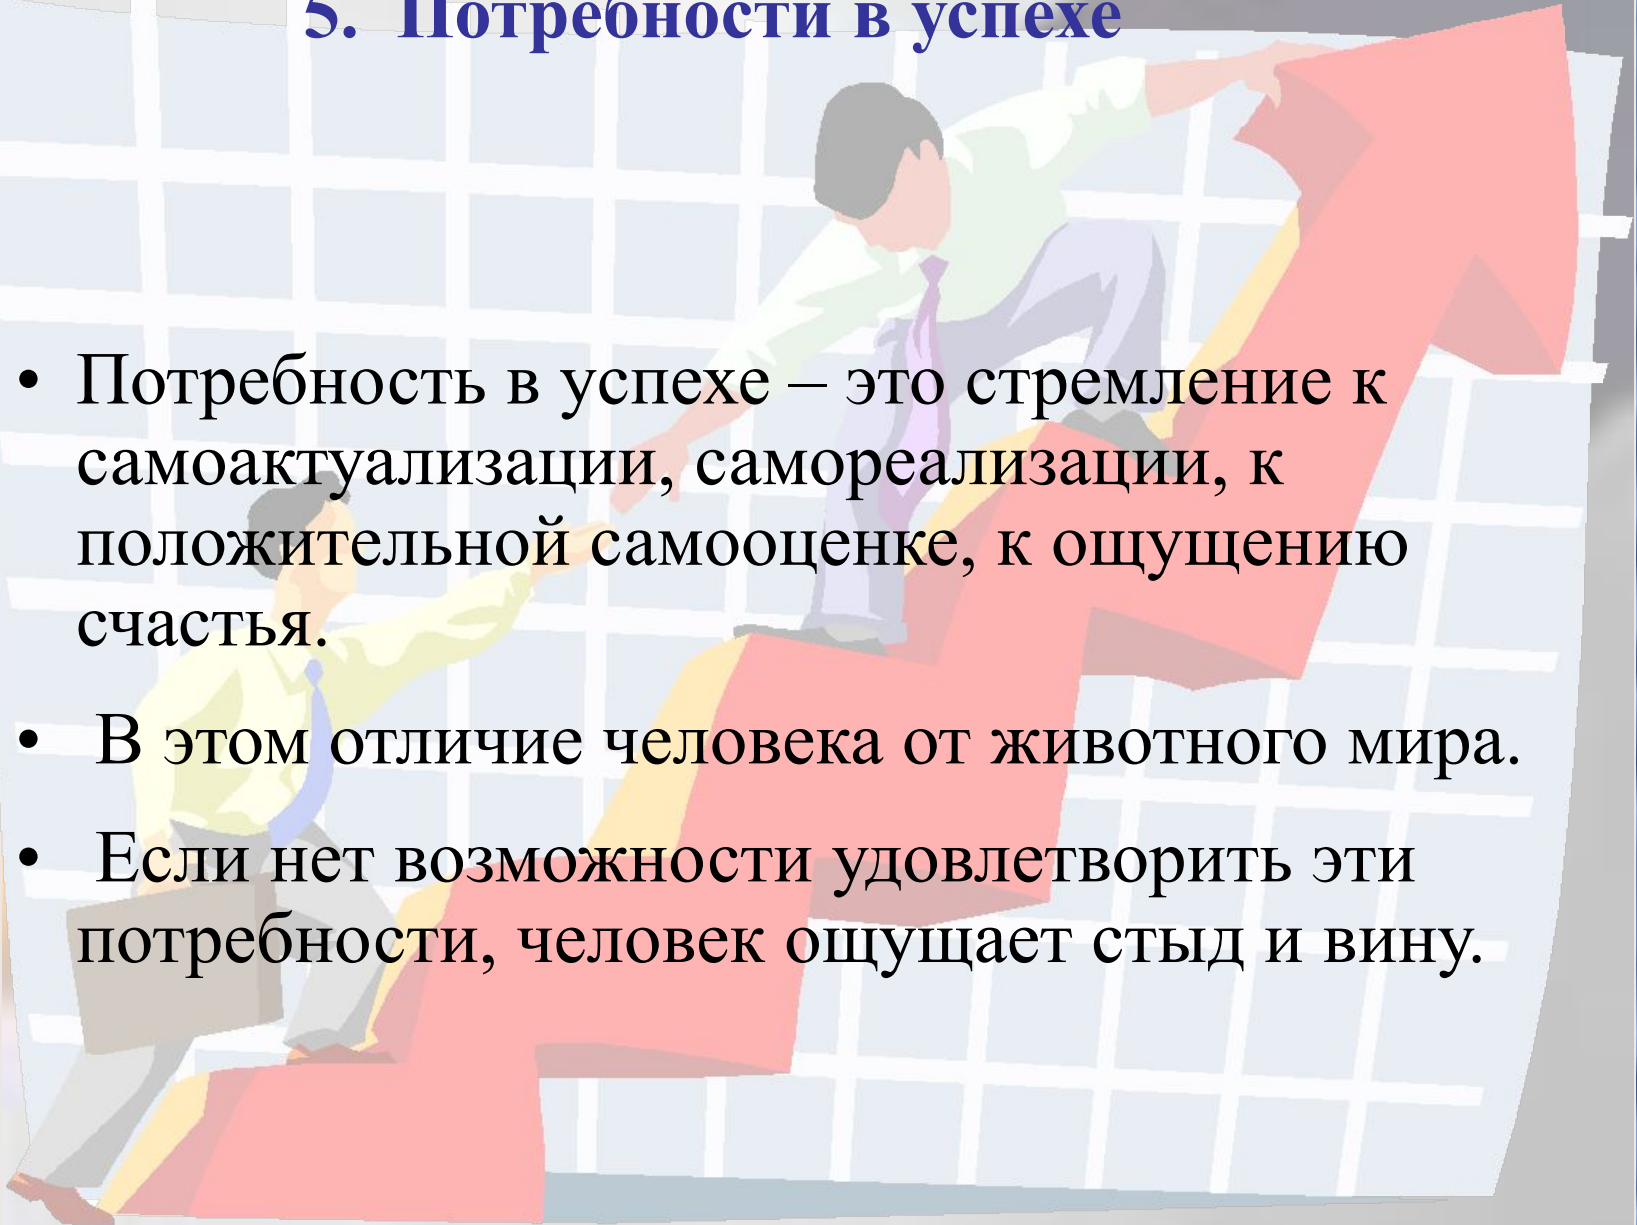 5. Потребности в успехе
• Потребность в успехе – это стремление к
самоактуализации, самореализации, к
положительной самооценке, к ощущению
счастья.
• В этом отличие человека от животного мира.
• Если нет возможности удовлетворить эти
потребности, человек ощущает стыд и вину.